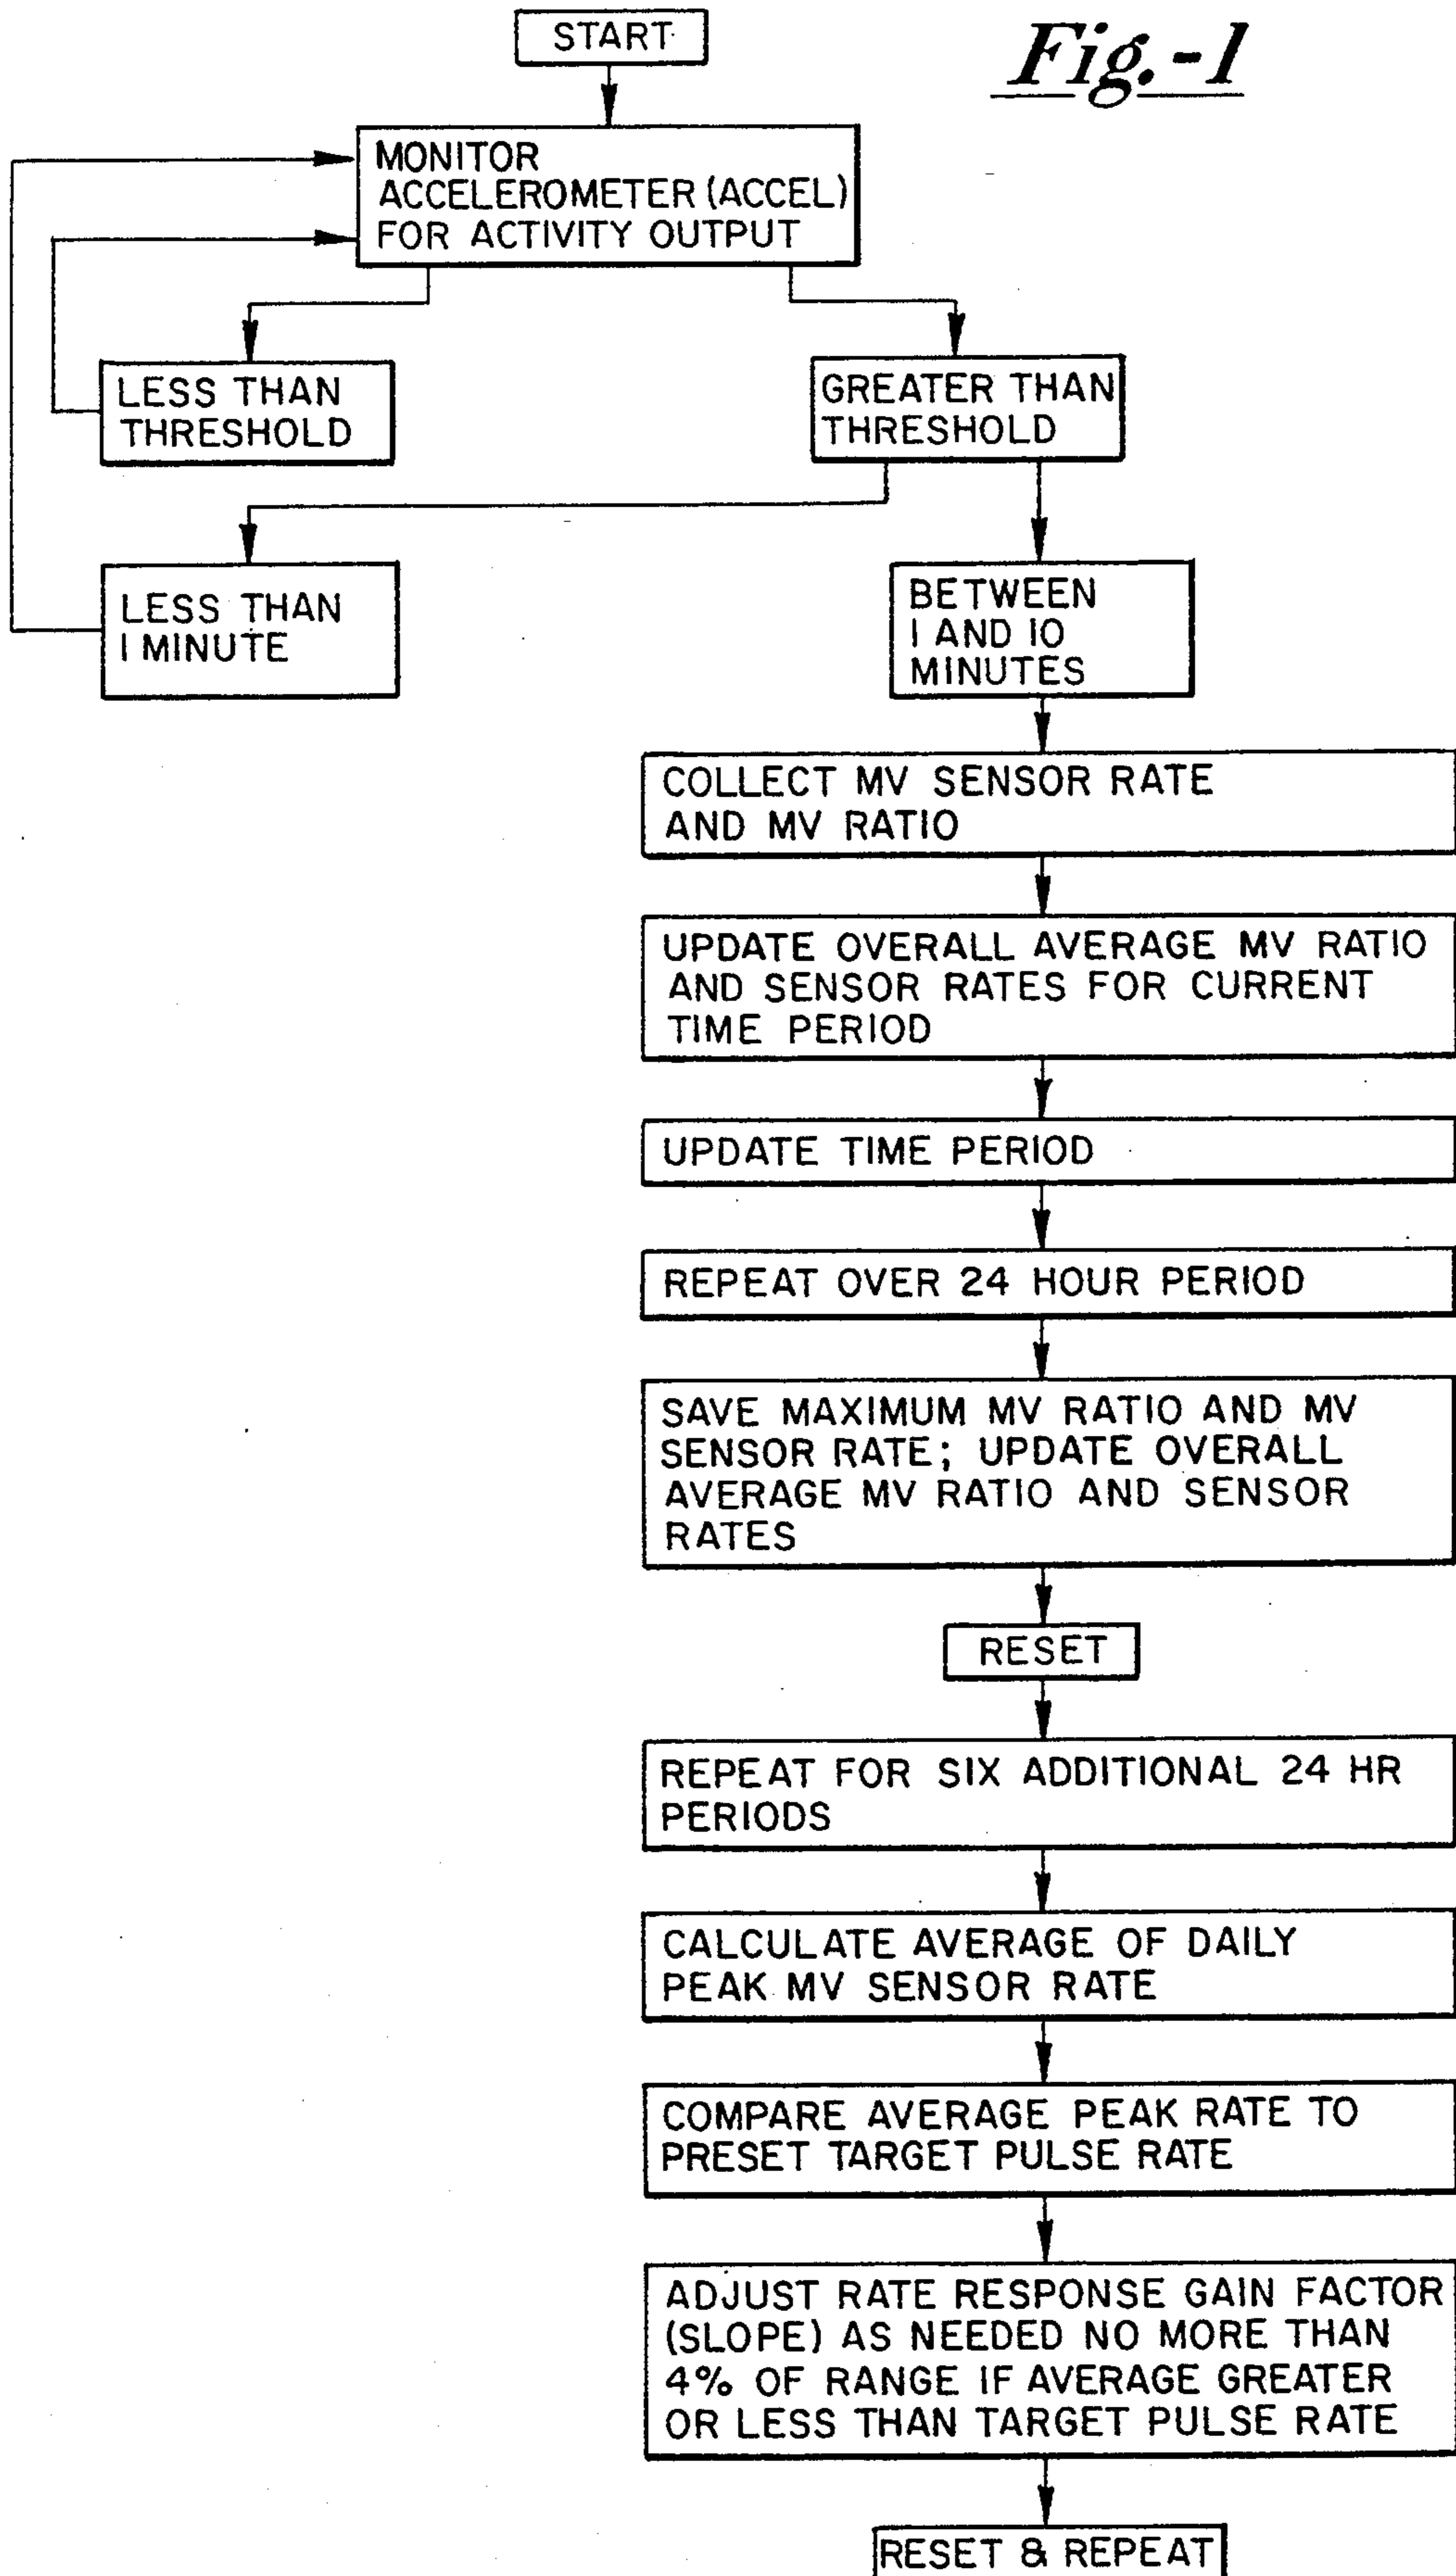 START
Fig.-1
MONITOR
ACCELEROMETER (ACCEL)
FOR ACTIVITY OUTPUT
LESS THAN
THRESHOLD
GREATER THAN
THRESHOLD
LESS THAN
1 MINUTE
BETWEEN
1 AND 10
MINUTES
COLLECT MV SENSOR RATE
AND MV RATIO
UPDATE OVERALL AVERAGE MV RATIO
AND SENSOR RATES FOR CURRENT
TIME PERIOD
UPDATE TIME PERIOD
REPEAT OVER 24 HOUR PERIOD
SAVE MAXIMUM MV RATIO AND MV
SENSOR RATE; UPDATE OVERALL
AVERAGE MV RATIO AND SENSOR
RATES
RESET
REPEAT FOR SIX ADDITIONAL 24 HR
PERIODS
CALCULATE AVERAGE OF DAILY
PEAK MV SENSOR RATE
COMPARE AVERAGE PEAK RATE TO
PRESET TARGET PULSE RATE
ADJUST RATE RESPONSE GAIN FACTOR
(SLOPE) AS NEEDED NO MORE THAN
4% OF RANGE IF AVERAGE GREATER
OR LESS THAN TARGET PULSE RATE
RESET & REPEAT